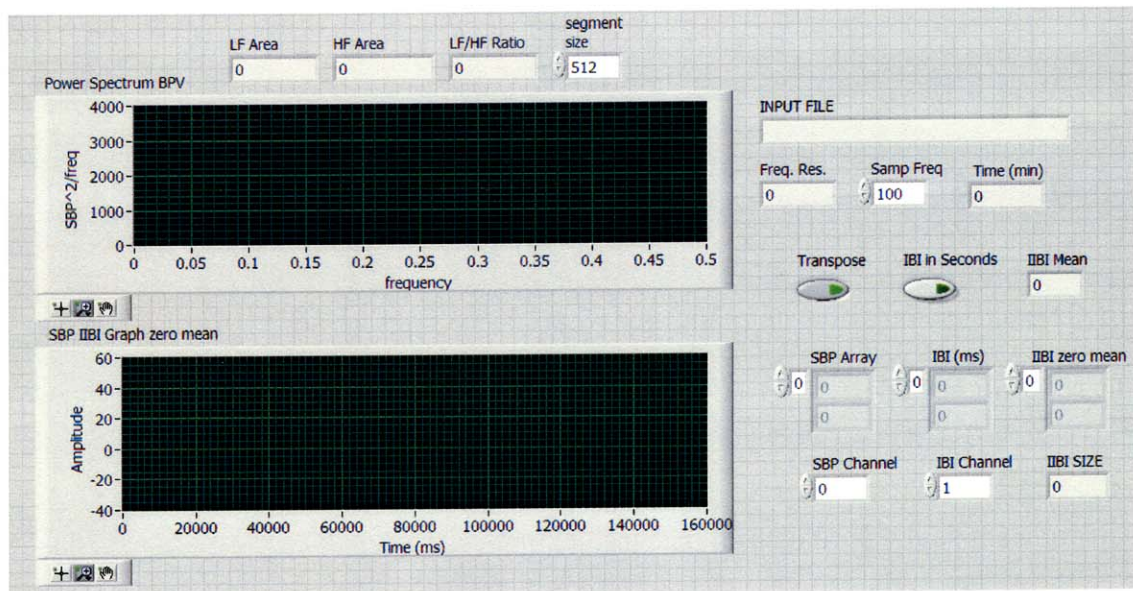 LF Area
0
HF Area
0
LF/HF Ratio
0
segment
size
512
Power Spectrum BPV
4000
3000
2000
1000
0
SBP^2/freq
0 0.05 0.1 0.15 0.2 0.25 0.3 0.35 0.4 0.45 0.5
frequency
INPUT FILE
Freq. Res.
0
Samp Freq
100
Time (min)
0
Transpose
IBI in Seconds
IIBI Mean
0
SBP IIBI Graph zero mean
60
40
20
0
-20
-40
Amplitude
0 20000 40000 60000 80000 100000 120000 140000 160000
Time (ms)
SBP Array
0
0
0
IBI (ms)
0
0
0
IIBI zero mean
0
0
0
SBP Channel
0
IBI Channel
1
IIBI SIZE
0